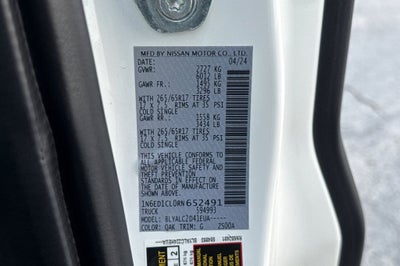 MFD BY NISSAN MOTOR CO., LTD.
DATE: 04/24
GVWR: 2727 KG
6012 LB
GAWR FR: 1495 KG
3296 LB
WITH 265/65R17 TIRES
17 X 7.5 RIMS AT 35 PSI
COLD SINGLE
GAWR RR: 1558 KG
3434 LB
WITH 265/65R17 TIRES
17 X 7.5 RIMS AT 35 PSI
COLD SINGLE
THIS VEHICLE CONFORMS TO ALL
APPLICABLE FEDERAL MOTOR
VEHICLE SAFETY AND THEFT
PREVENTION STANDARDS IN
EFFECT ON THE DATE OF
MANUFACTURE SHOWN ABOVE.
1N6ED1CL0RN652491
TRUCK 594993
MODEL: BLYALCZD41EUA-----
COLOR: QAK TRIM: G Z500A